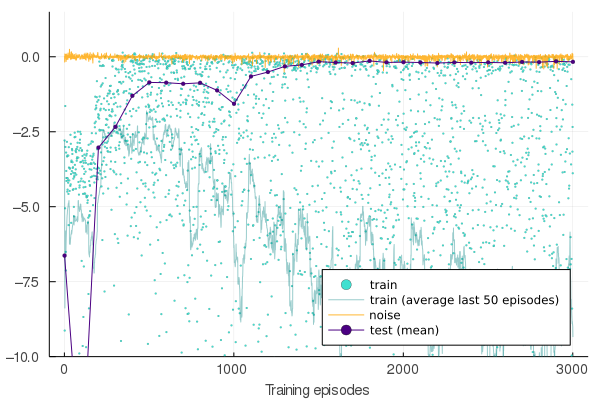 0.0
−2.5
−5.0
−7.5
−10.0
train
train (average last 50 episodes)
noise
test (mean)
0
1000
2000
3000
Training episodes